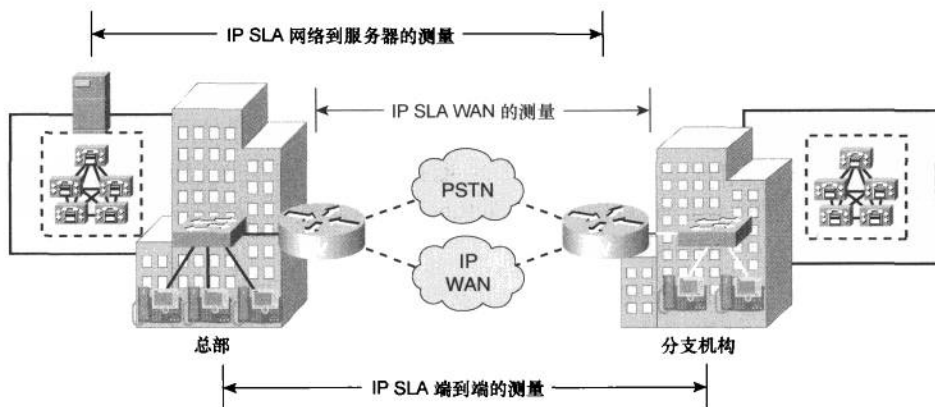 IP SLA 网络到服务器的测量
IP SLA WAN 的测量
PSTN
IP
WAN
总部
分支机构
IP SLA 端到端的测量